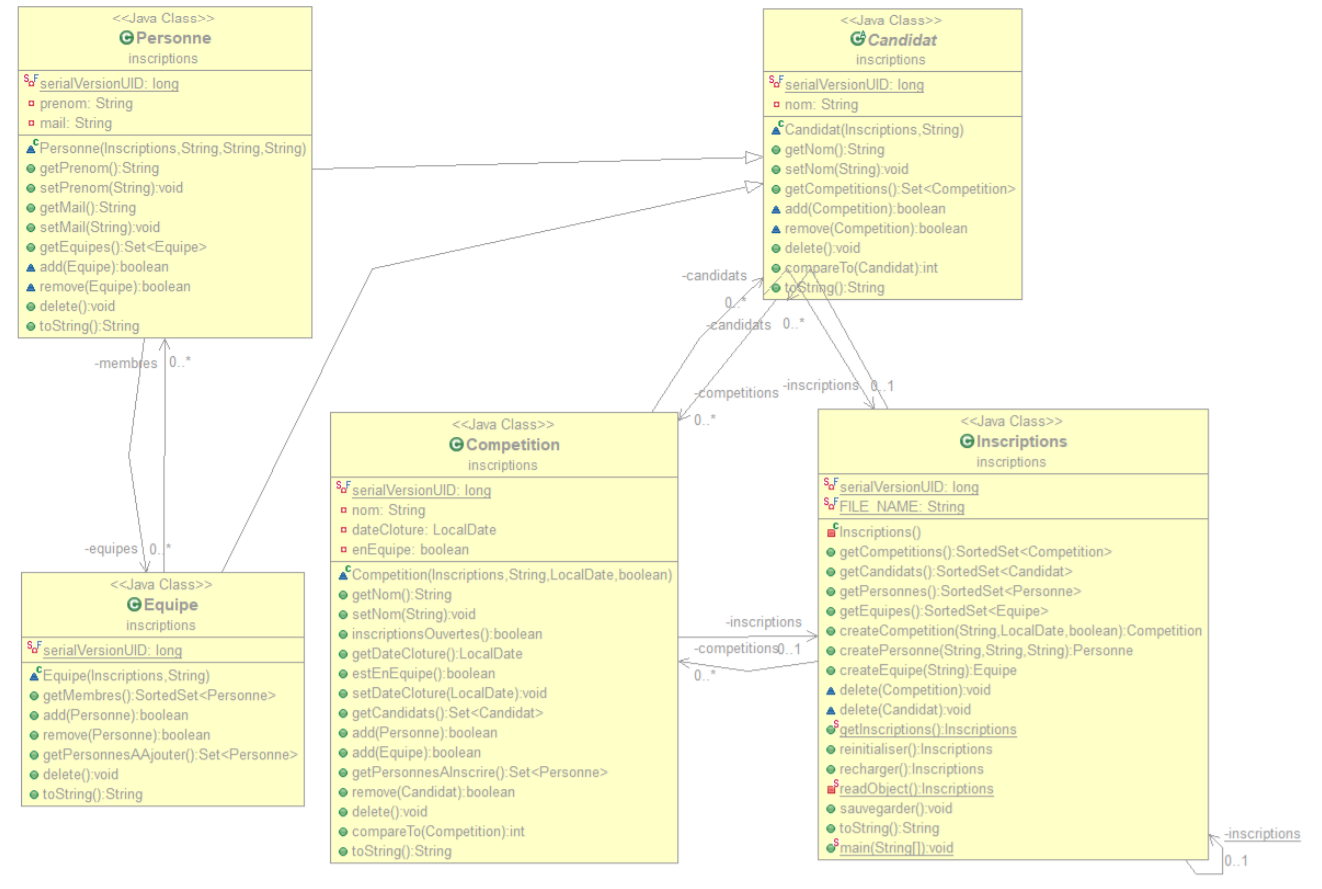 <<Java Class>>
Personne
inscriptions
serialVersionUID: long
prenom: String
mail: String
Personne(Inscriptions,String,String,String)
getPrenom():String
setPrenom(String):void
getMail():String
setMail(String):void
getEquipes():Set<Equipe>
add(Equipe):boolean
remove(Equipe):boolean
delete():void
toString():String
<<Java Class>>
Candidat
inscriptions
serialVersionUID: long
nom: String
Candidat(Inscriptions,String)
getNom():String
setNom(String):void
getCompetitions():Set<Competition>
add(Competition):boolean
remove(Competition):boolean
delete():void
compareTo(Candidat):int
toString():String
-candidats
0..*
-candidats 0..*
-membres 0..*
-competitions
0..*
-inscriptions 0..1
-equipes 0..*
<<Java Class>>
Equipe
inscriptions
serialVersionUID: long
Equipe(Inscriptions,String)
getMembres():SortedSet<Personne>
add(Personne):boolean
remove(Personne):boolean
getPersonnesAAjouter():Set<Personne>
delete():void
toString():String
<<Java Class>>
Competition
inscriptions
serialVersionUID: long
nom: String
dateCloture: LocalDate
enEquipe: boolean
Competition(Inscriptions,String,LocalDate,boolean)
getNom():String
setNom(String):void
inscriptionsOuvertes():boolean
getDateCloture():LocalDate
estEnEquipe():boolean
setDateCloture(LocalDate):void
getCandidats():Set<Candidat>
add(Personne):boolean
add(Equipe):boolean
getPersonnesAInscrire():Set<Personne>
remove(Candidat):boolean
delete():void
compareTo(Competition):int
toString():String
-inscriptions
0..1
-competitions
0..*
<<Java Class>>
Inscriptions
inscriptions
serialVersionUID: long
FILE_NAME: String
Inscriptions()
getCompetitions():SortedSet<Competition>
getCandidats():SortedSet<Candidat>
getPersonnes():SortedSet<Personne>
getEquipes():SortedSet<Equipe>
createCompetition(String,LocalDate,boolean):Competition
createPersonne(String,String,String):Personne
createEquipe(String):Equipe
delete(Competition):void
delete(Candidat):void
getInscriptions():Inscriptions
reinitialiser():Inscriptions
recharger():Inscriptions
readObject():Inscriptions
sauvegarder():void
toString():String
main(String[]):void
-inscriptions
0..1